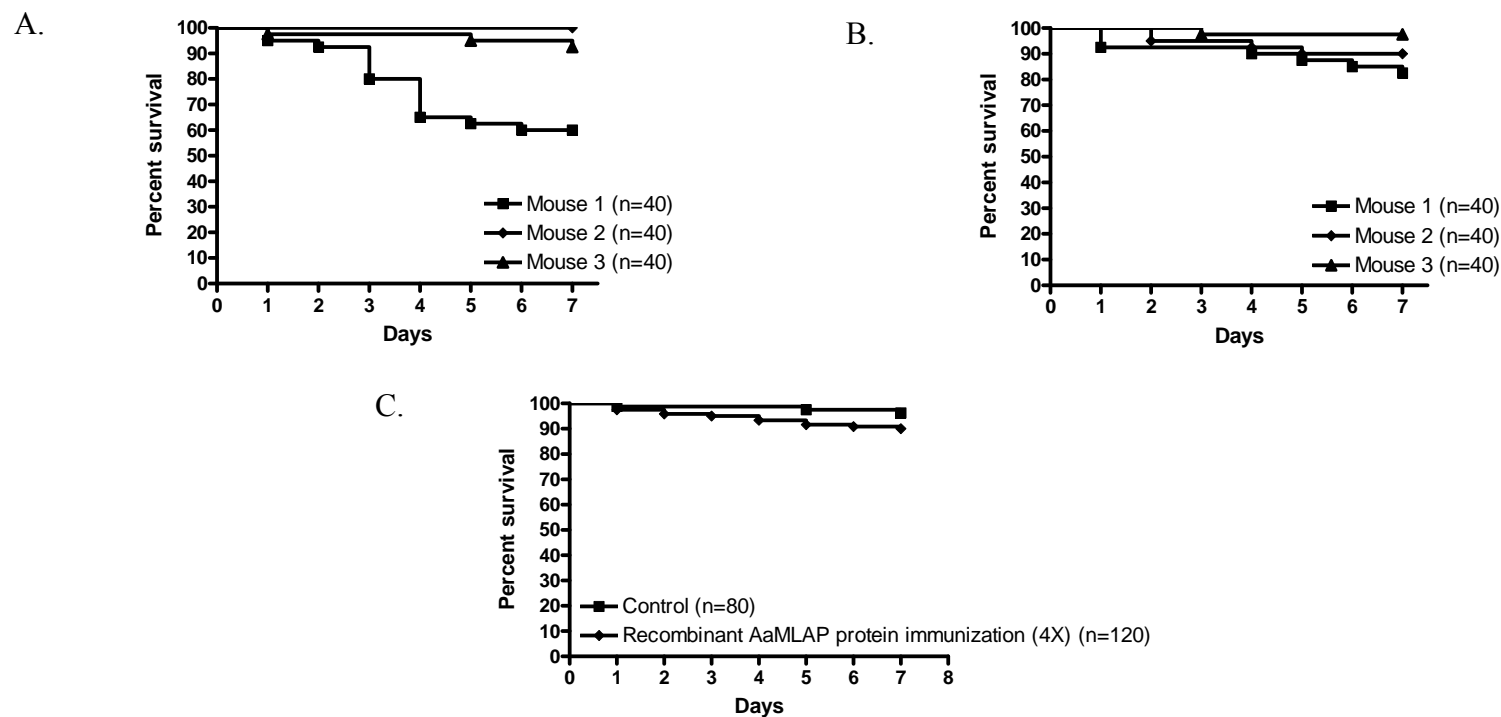 A.
Percent survival
100
90
80
70
60
50
40
30
20
10
0
0 1 2 3 4 5 6 7
Days
Mouse 1 (n=40)
Mouse 2 (n=40)
Mouse 3 (n=40)
B.
Percent survival
100
90
80
70
60
50
40
30
20
10
0
0 1 2 3 4 5 6 7
Days
Mouse 1 (n=40)
Mouse 2 (n=40)
Mouse 3 (n=40)
C.
Percent survival
100
90
80
70
60
50
40
30
20
10
0
0 1 2 3 4 5 6 7 8
Days
Control (n=80)
Recombinant AaMLAP protein immunization (4X) (n=120)